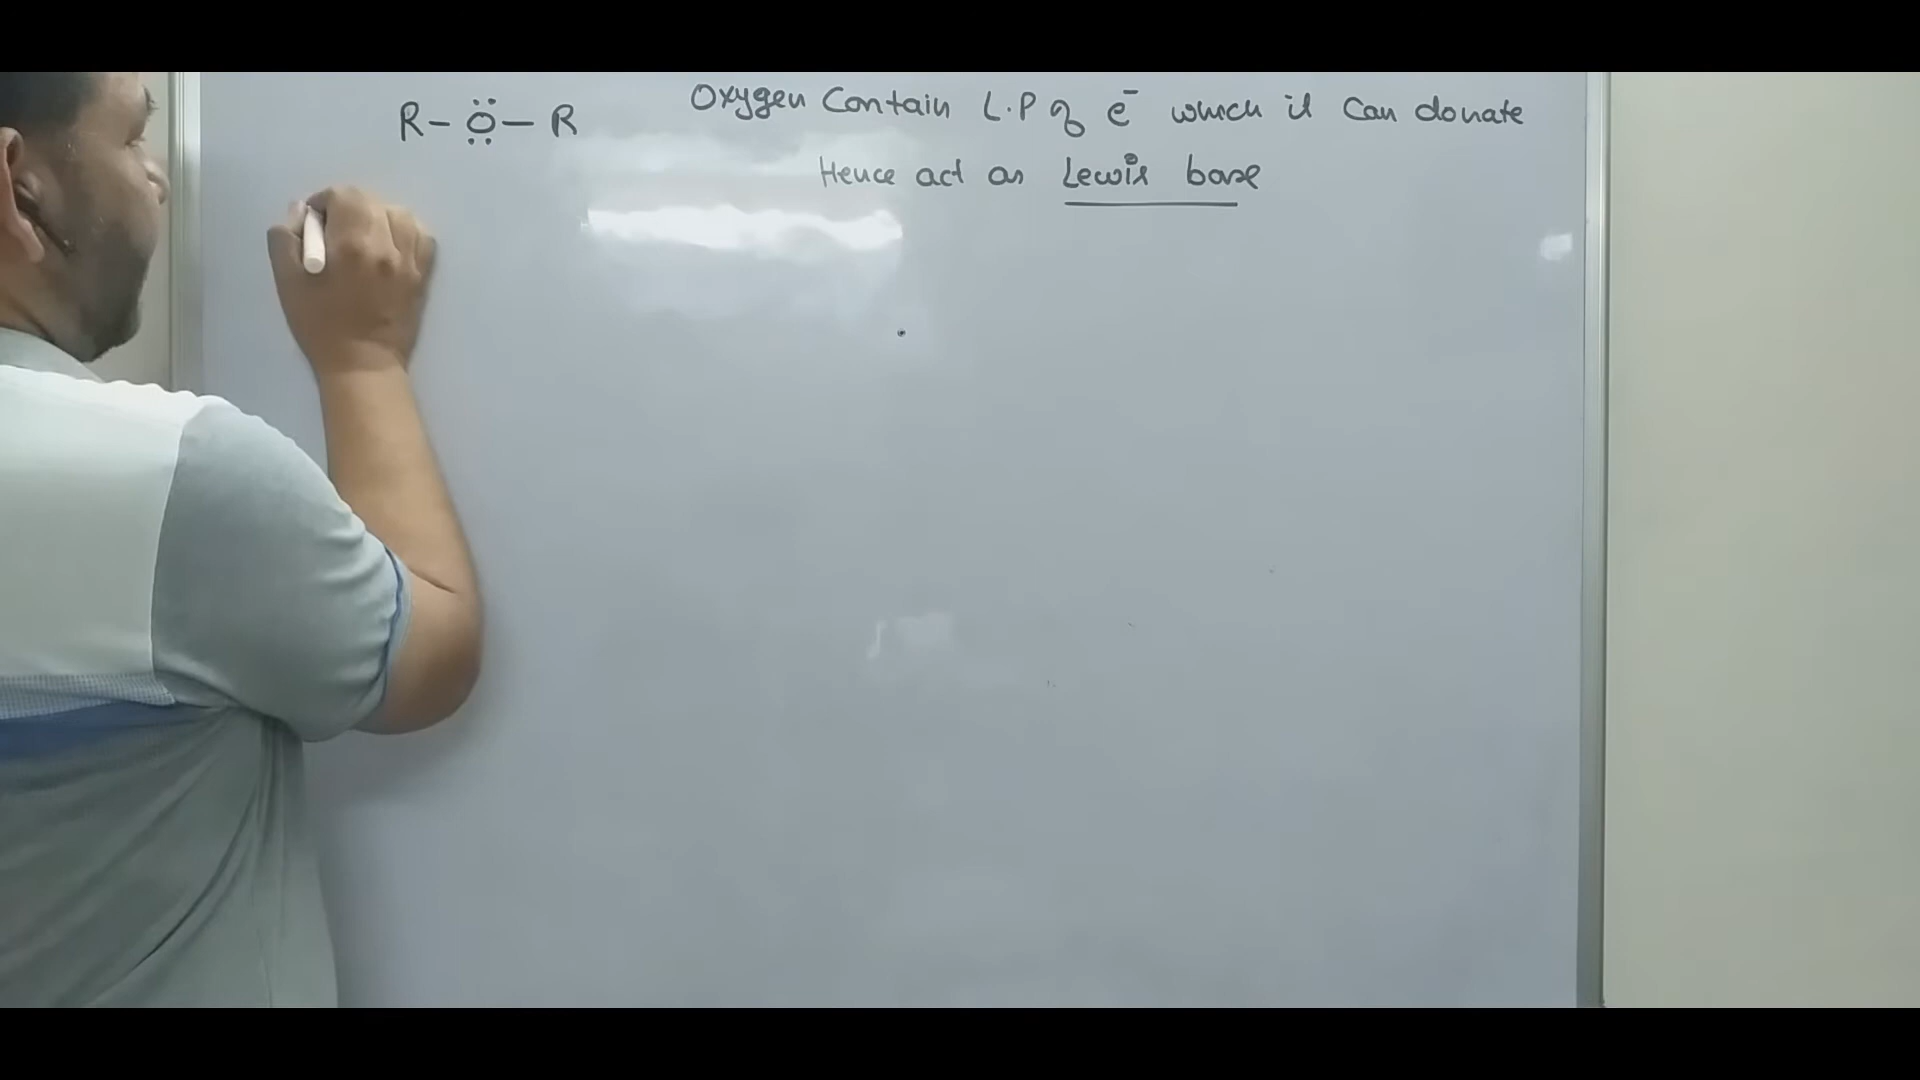 R-Ö-R
Oxygen Contain L.P of e⁻ which it can donate
Hence act as Lewis base